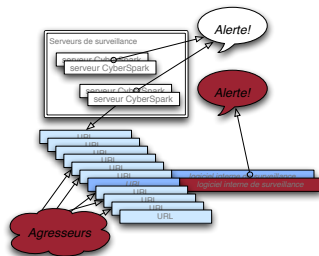 Alerte!
Serveurs de surveillance
serveur CyberSpark
serveur CyberSpark
serveur CyberSpark
serveur CyberSpark
Alerte!
URL
URL
URL
URL
URL
URL logiciel interne de surveillance
URL logiciel interne de surveillance
URL
URL
URL
Agresseurs